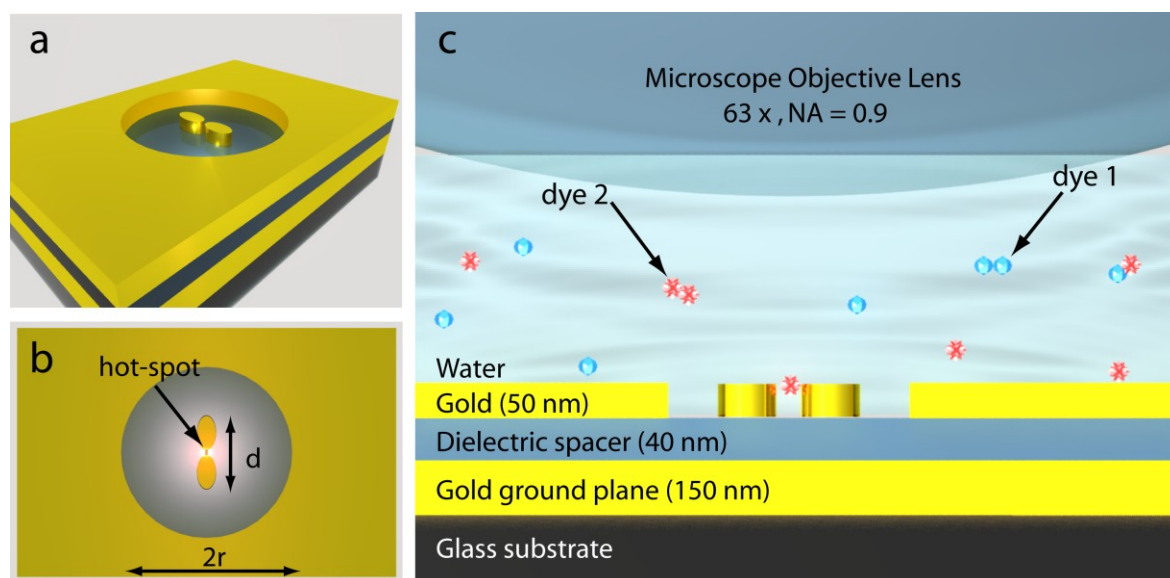 a
b
hot-spot
d
2r
c
Microscope Objective Lens
63 x , NA = 0.9
dye 2
dye 1
Water
Gold (50 nm)
Dielectric spacer (40 nm)
Gold ground plane (150 nm)
Glass substrate